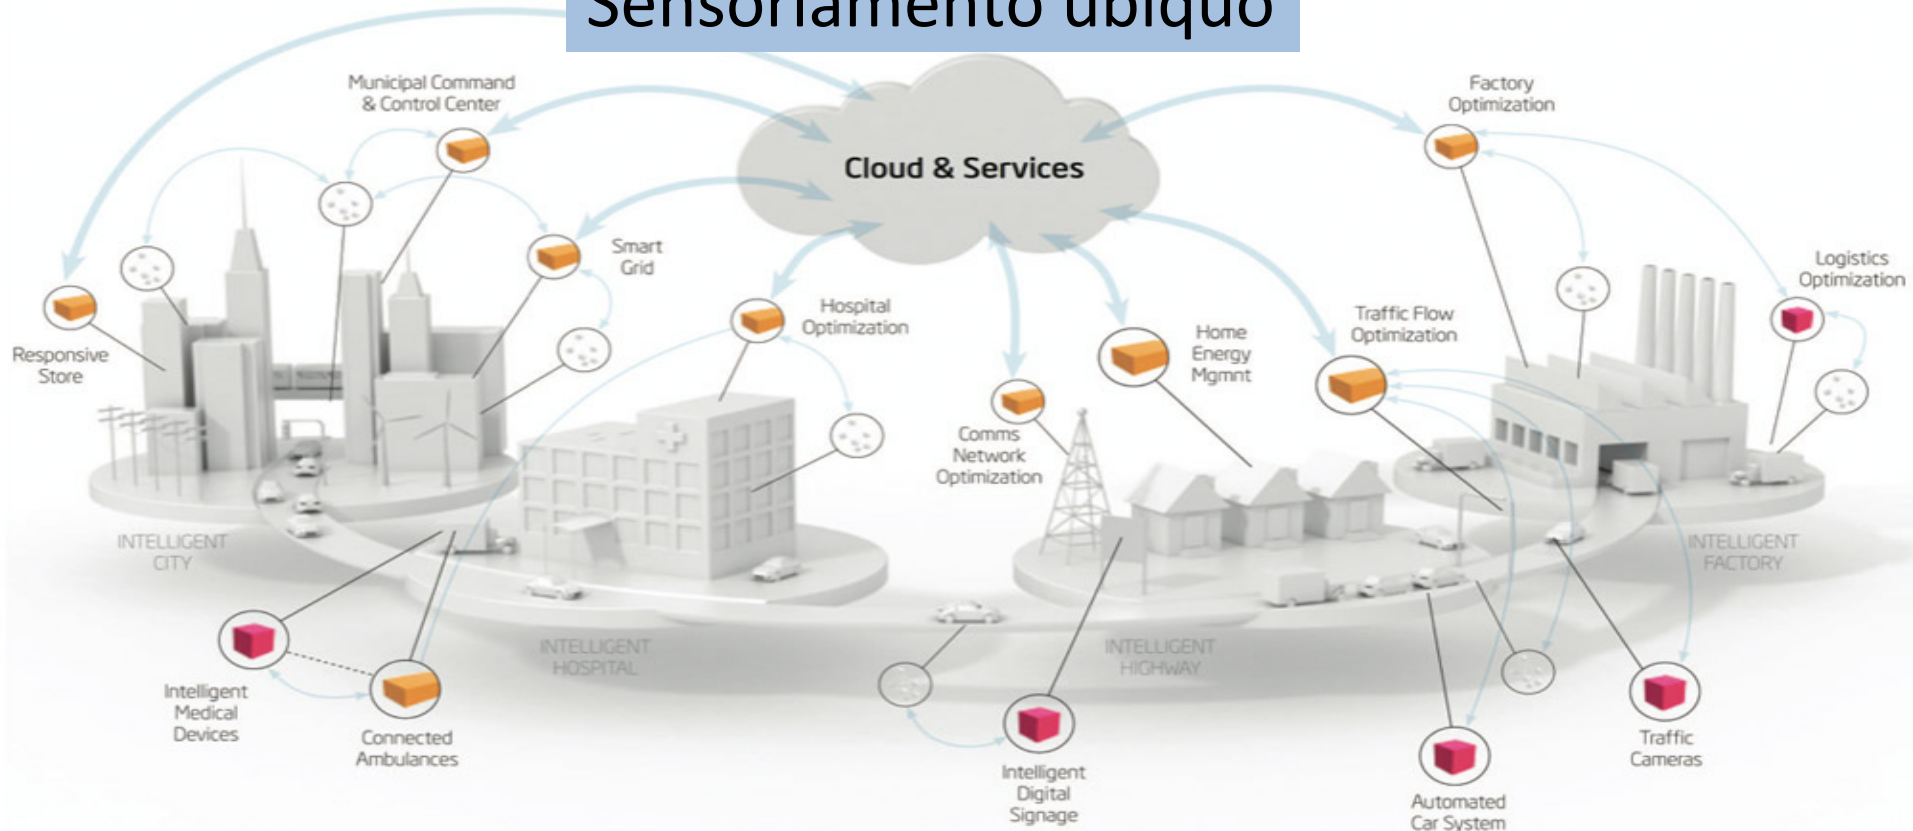 Sensoriamento ubíquo
Municipal Command
& Control Center
Cloud & Services
Factory
Optimization
Smart
Grid
Logistics
Optimization
Responsive
Store
Hospital
Optimization
Home
Energy
Mgmnt
Traffic Flow
Optimization
Comms
Network
Optimization
INTELLIGENT
CITY
INTELLIGENT
HOSPITAL
INTELLIGENT
HIGHWAY
INTELLIGENT
FACTORY
Intelligent
Medical
Devices
Connected
Ambulances
Intelligent
Digital
Signage
Automated
Car System
Traffic
Cameras